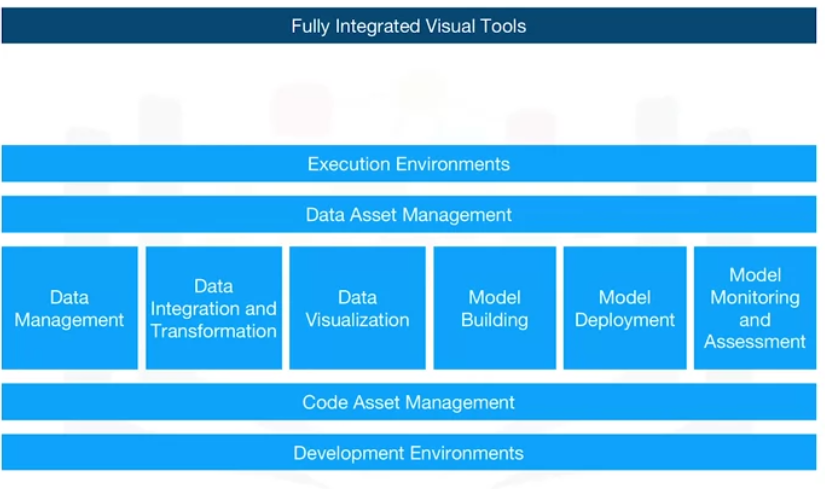 Fully Integrated Visual Tools
Execution Environments
Data Asset Management
Data
Management
Data
Integration and
Transformation
Data
Visualization
Model
Building
Model
Deployment
Model
Monitoring
and
Assessment
Code Asset Management
Development Environments